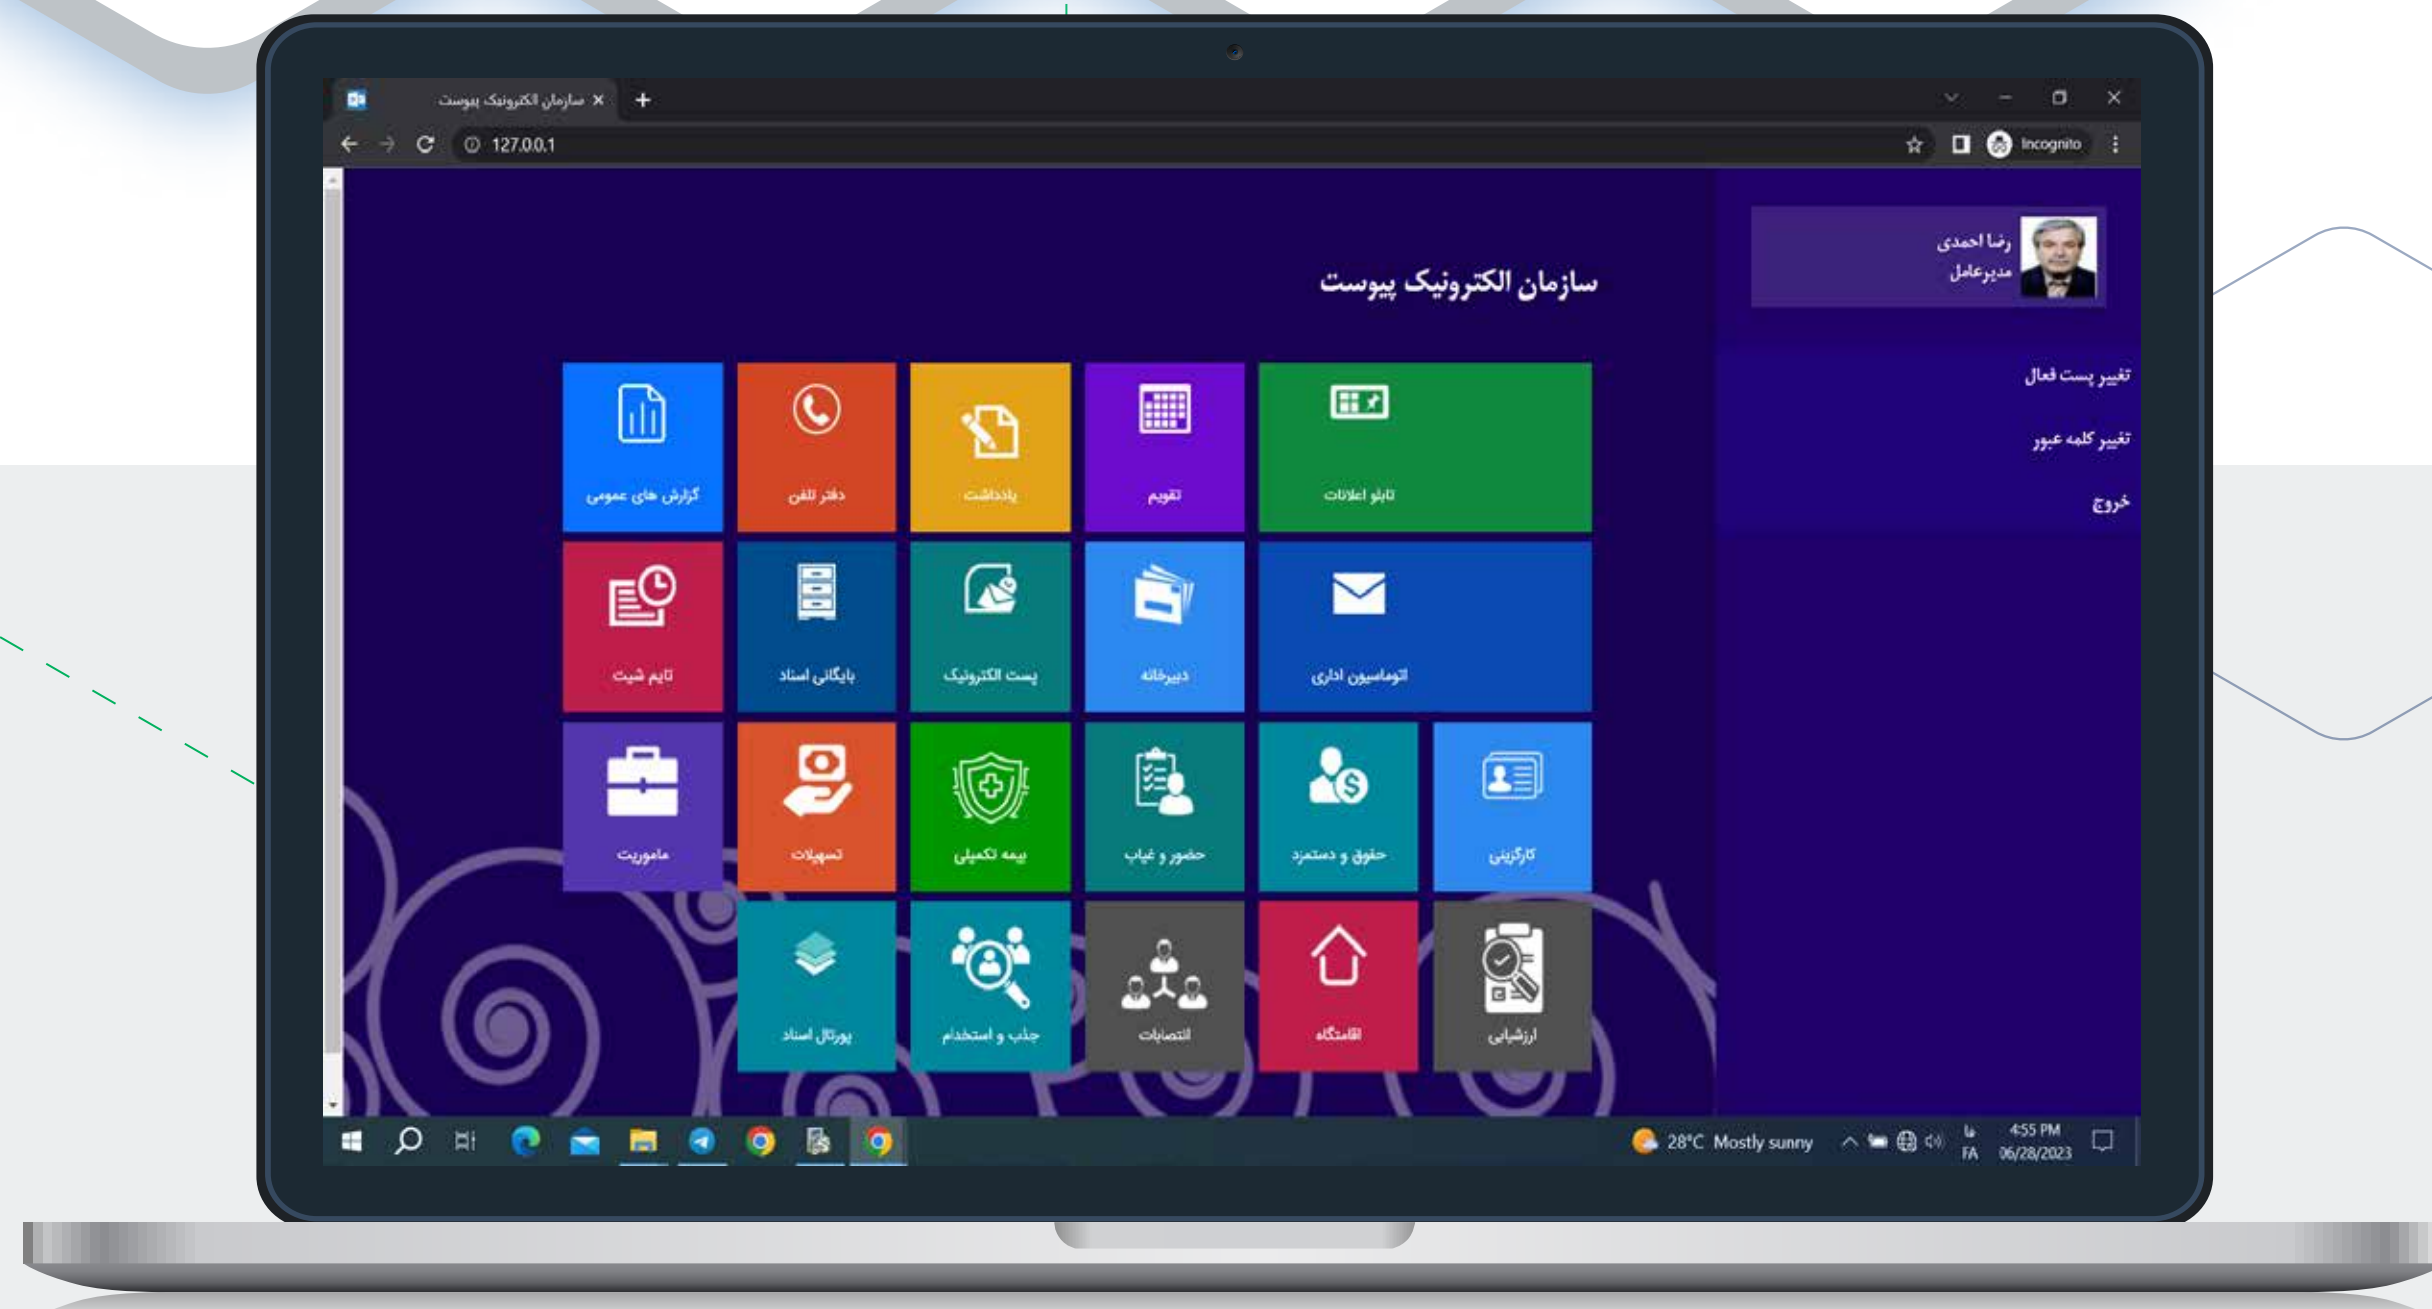 سازمان الکترونیک پیوست
127.0.0.1
Incognito
رضا احمدی
مدیرعامل
تغییر پست فعال
تغییر کلمه عبور
خروج
سازمان الکترونیک پیوست
تابلو اعلانات
تقویم
یادداشت
دفتر تلفن
گزارش های عمومی
اتوماسیون اداری
دبیرخانه
پست الکترونیک
بایگانی اسناد
تایم شیت
کارگزینی
حقوق و دستمزد
حضور و غیاب
بیمه تکمیلی
تسهیلات
ماموریت
ارزشیابی
اقامتگاه
انتصابات
جذب و استخدام
پورتال اسناد
28°C Mostly sunny
فا
FA
4:55 PM
06/28/2023